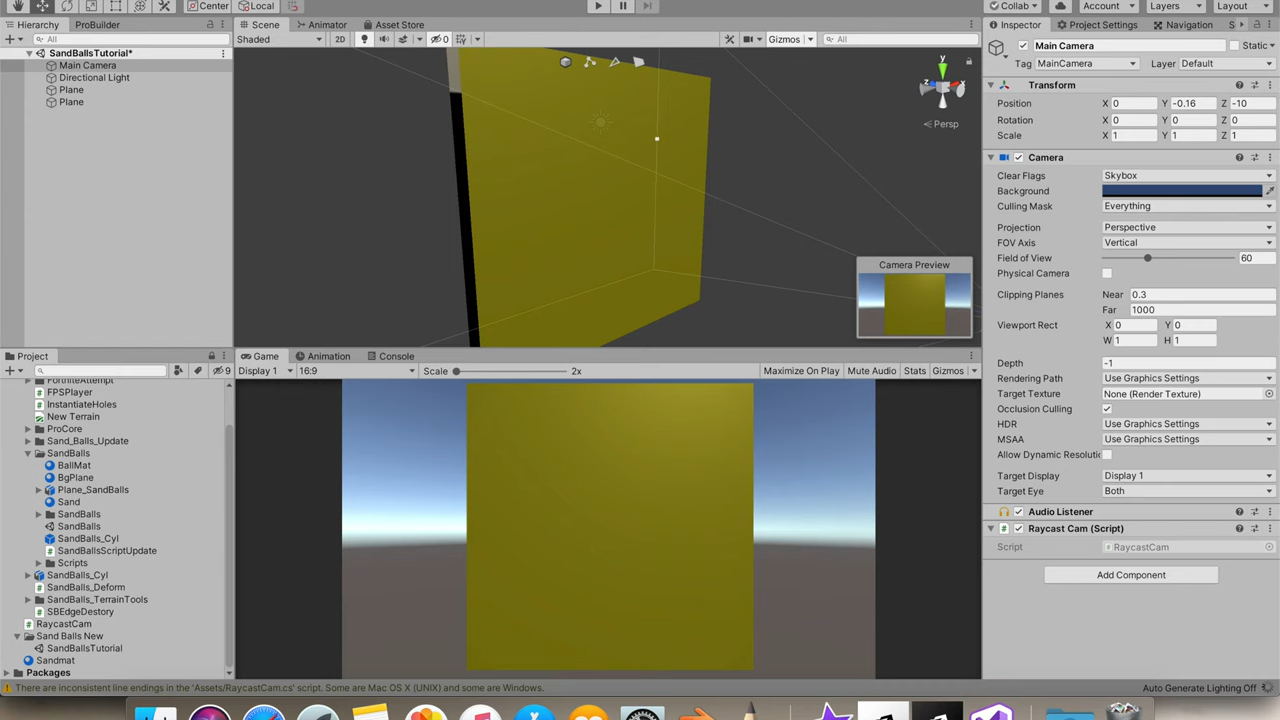 Center
Local
Collab
Account
Layers
Layout
Hierarchy
ProBuilder
Scene
Animator
Asset Store
Inspector
Project Settings
Navigation
All
Shaded
2D
0
Gizmos
All
Main Camera
Static
Tag
MainCamera
Layer
Default
SandBallsTutorial*
Main Camera
Directional Light
Plane
Plane
y
z
x
Persp
Camera Preview
Transform
Position
X
0
Y
-0.16
Z
-10
Rotation
X
0
Y
0
Z
0
Scale
X
1
Y
1
Z
1
Camera
Clear Flags
Skybox
Background
Culling Mask
Everything
Projection
Perspective
FOV Axis
Vertical
Field of View
60
Physical Camera
Clipping Planes
Near
0.3
Far
1000
Viewport Rect
X
0
Y
0
W
1
H
1
Depth
-1
Rendering Path
Use Graphics Settings
Target Texture
None (Render Texture)
Occlusion Culling
HDR
Use Graphics Settings
MSAA
Use Graphics Settings
Allow Dynamic Resoluti
Target Display
Display 1
Target Eye
Both
Audio Listener
Raycast Cam (Script)
Script
RaycastCam
Add Component
Project
9
Game
Animation
Console
Display 1
16:9
Scale
2x
Maximize On Play
Mute Audio
Stats
Gizmos
FortniteAttempt
FPSPlayer
InstantiateHoles
New Terrain
ProCore
Sand_Balls_Update
SandBalls
BallMat
BgPlane
Plane_SandBalls
Sand
SandBalls
SandBalls
SandBalls_Cyl
SandBallsScriptUpdate
Scripts
SandBalls_Cyl
SandBalls_Deform
SandBalls_TerrainTools
SBEdgeDestory
RaycastCam
Sand Balls New
SandBallsTutorial
Sandmat
Packages
There are inconsistent line endings in the 'Assets/RaycastCam.cs' script. Some are Mac OS X (UNIX) and some are Windows.
Auto Generate Lighting Off